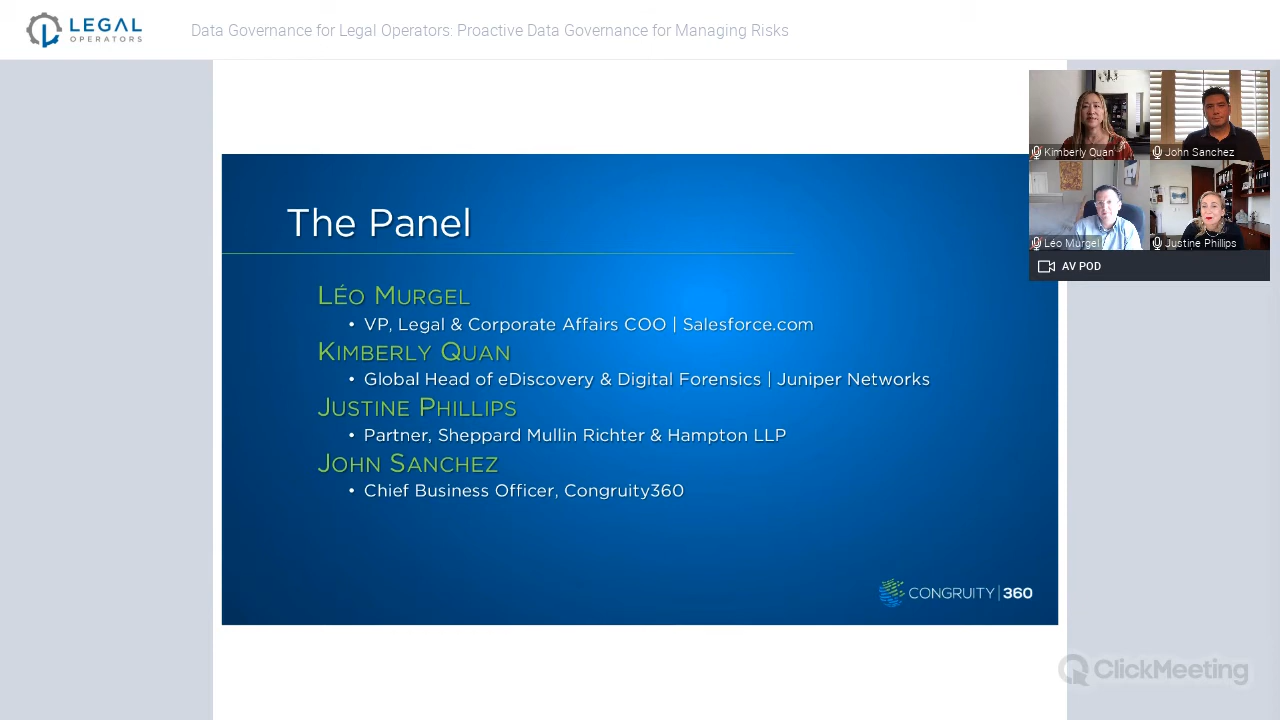 LEGAL
OPERATORS
Data Governance for Legal Operators: Proactive Data Governance for Managing Risks
Kimberly Quan
John Sanchez
Léo Murgel
Justine Phillips
AV POD
The Panel
LÉO MURGEL
• VP, Legal & Corporate Affairs COO | Salesforce.com
KIMBERLY QUAN
• Global Head of eDiscovery & Digital Forensics | Juniper Networks
JUSTINE PHILLIPS
• Partner, Sheppard Mullin Richter & Hampton LLP
JOHN SANCHEZ
• Chief Business Officer, Congruity360
CONGRUITY|360
ClickMeeting